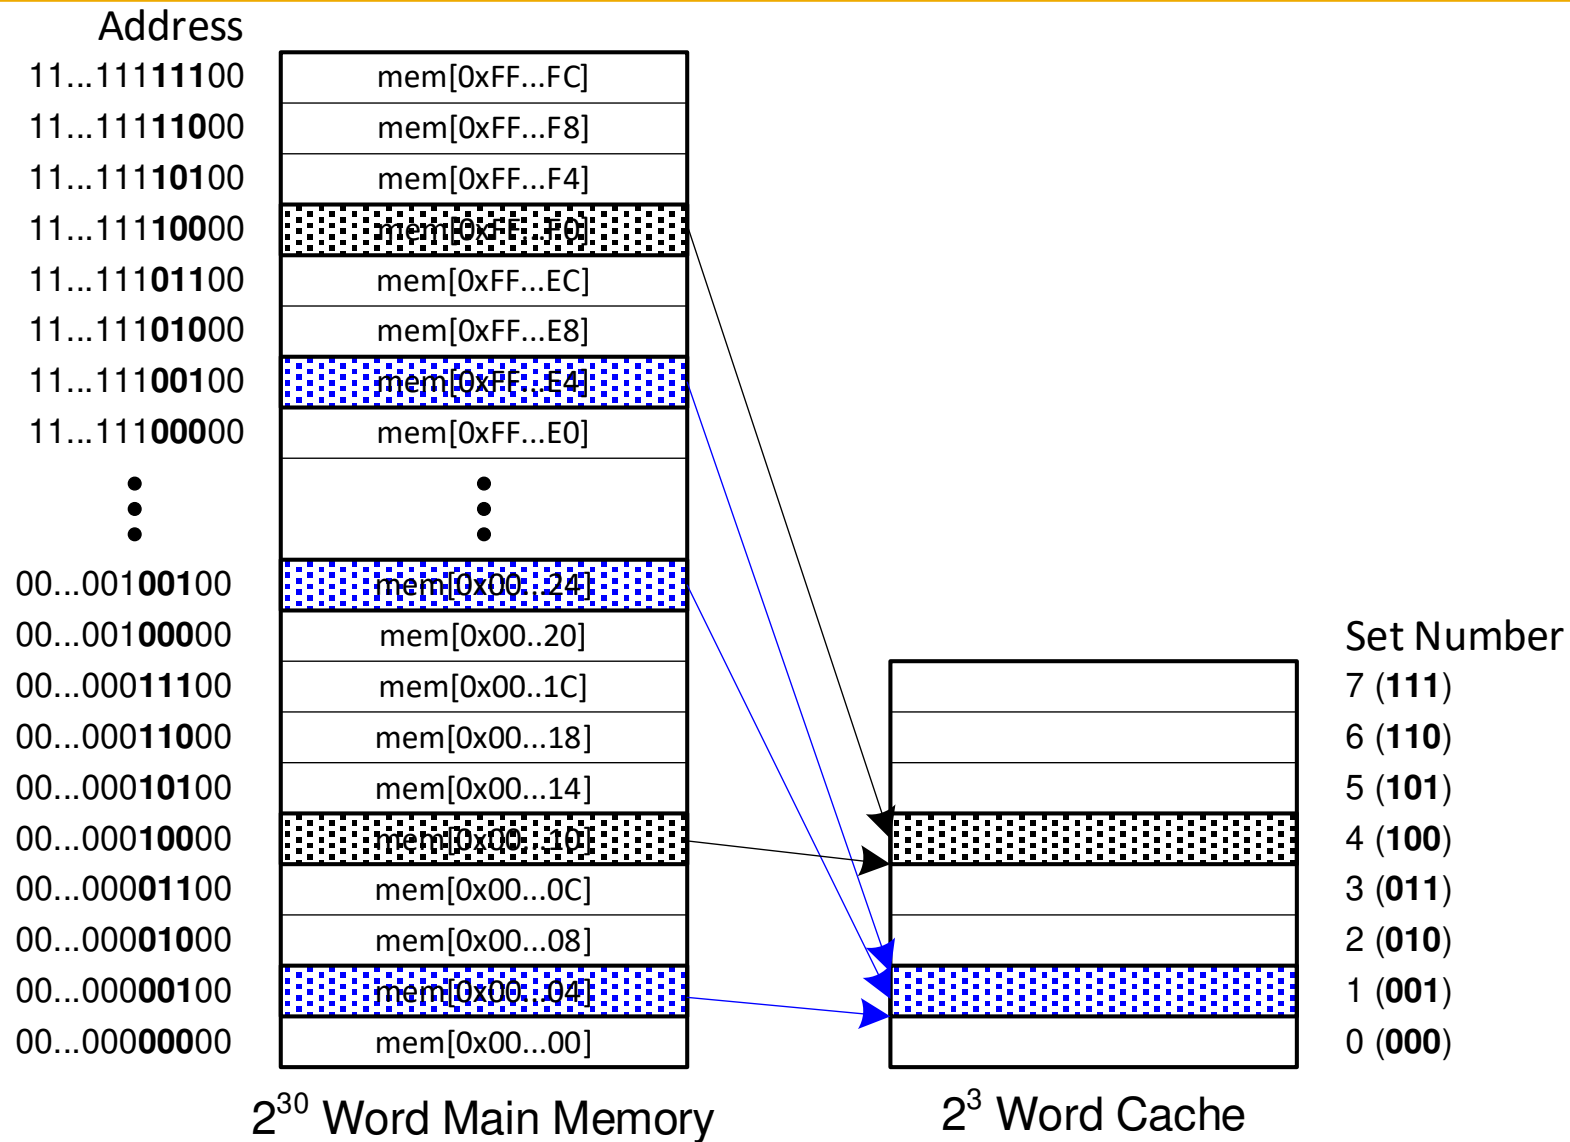 Address
11...11111100 mem[0xFF...FC]
11...11111000 mem[0xFF...F8]
11...11110100 mem[0xFF...F4]
11...11110000 mem[0xFF...F0]
11...11101100 mem[0xFF...EC]
11...11101000 mem[0xFF...E8]
11...11100100 mem[0xFF...E4]
11...11100000 mem[0xFF...E0]
00...00100100 mem[0x00...24]
00...00100000 mem[0x00..20] Set Number
00...00011100 mem[0x00..1C] 7 (111)
00...00011000 mem[0x00...18] 6 (110)
00...00010100 mem[0x00...14] 5 (101)
00...00010000 mem[0x00...10] 4 (100)
00...00001100 mem[0x00...0C] 3 (011)
00...00001000 mem[0x00...08] 2 (010)
00...00000100 mem[0x00...04] 1 (001)
00...00000000 mem[0x00...00] 0 (000)
2³⁰ Word Main Memory 2³ Word Cache